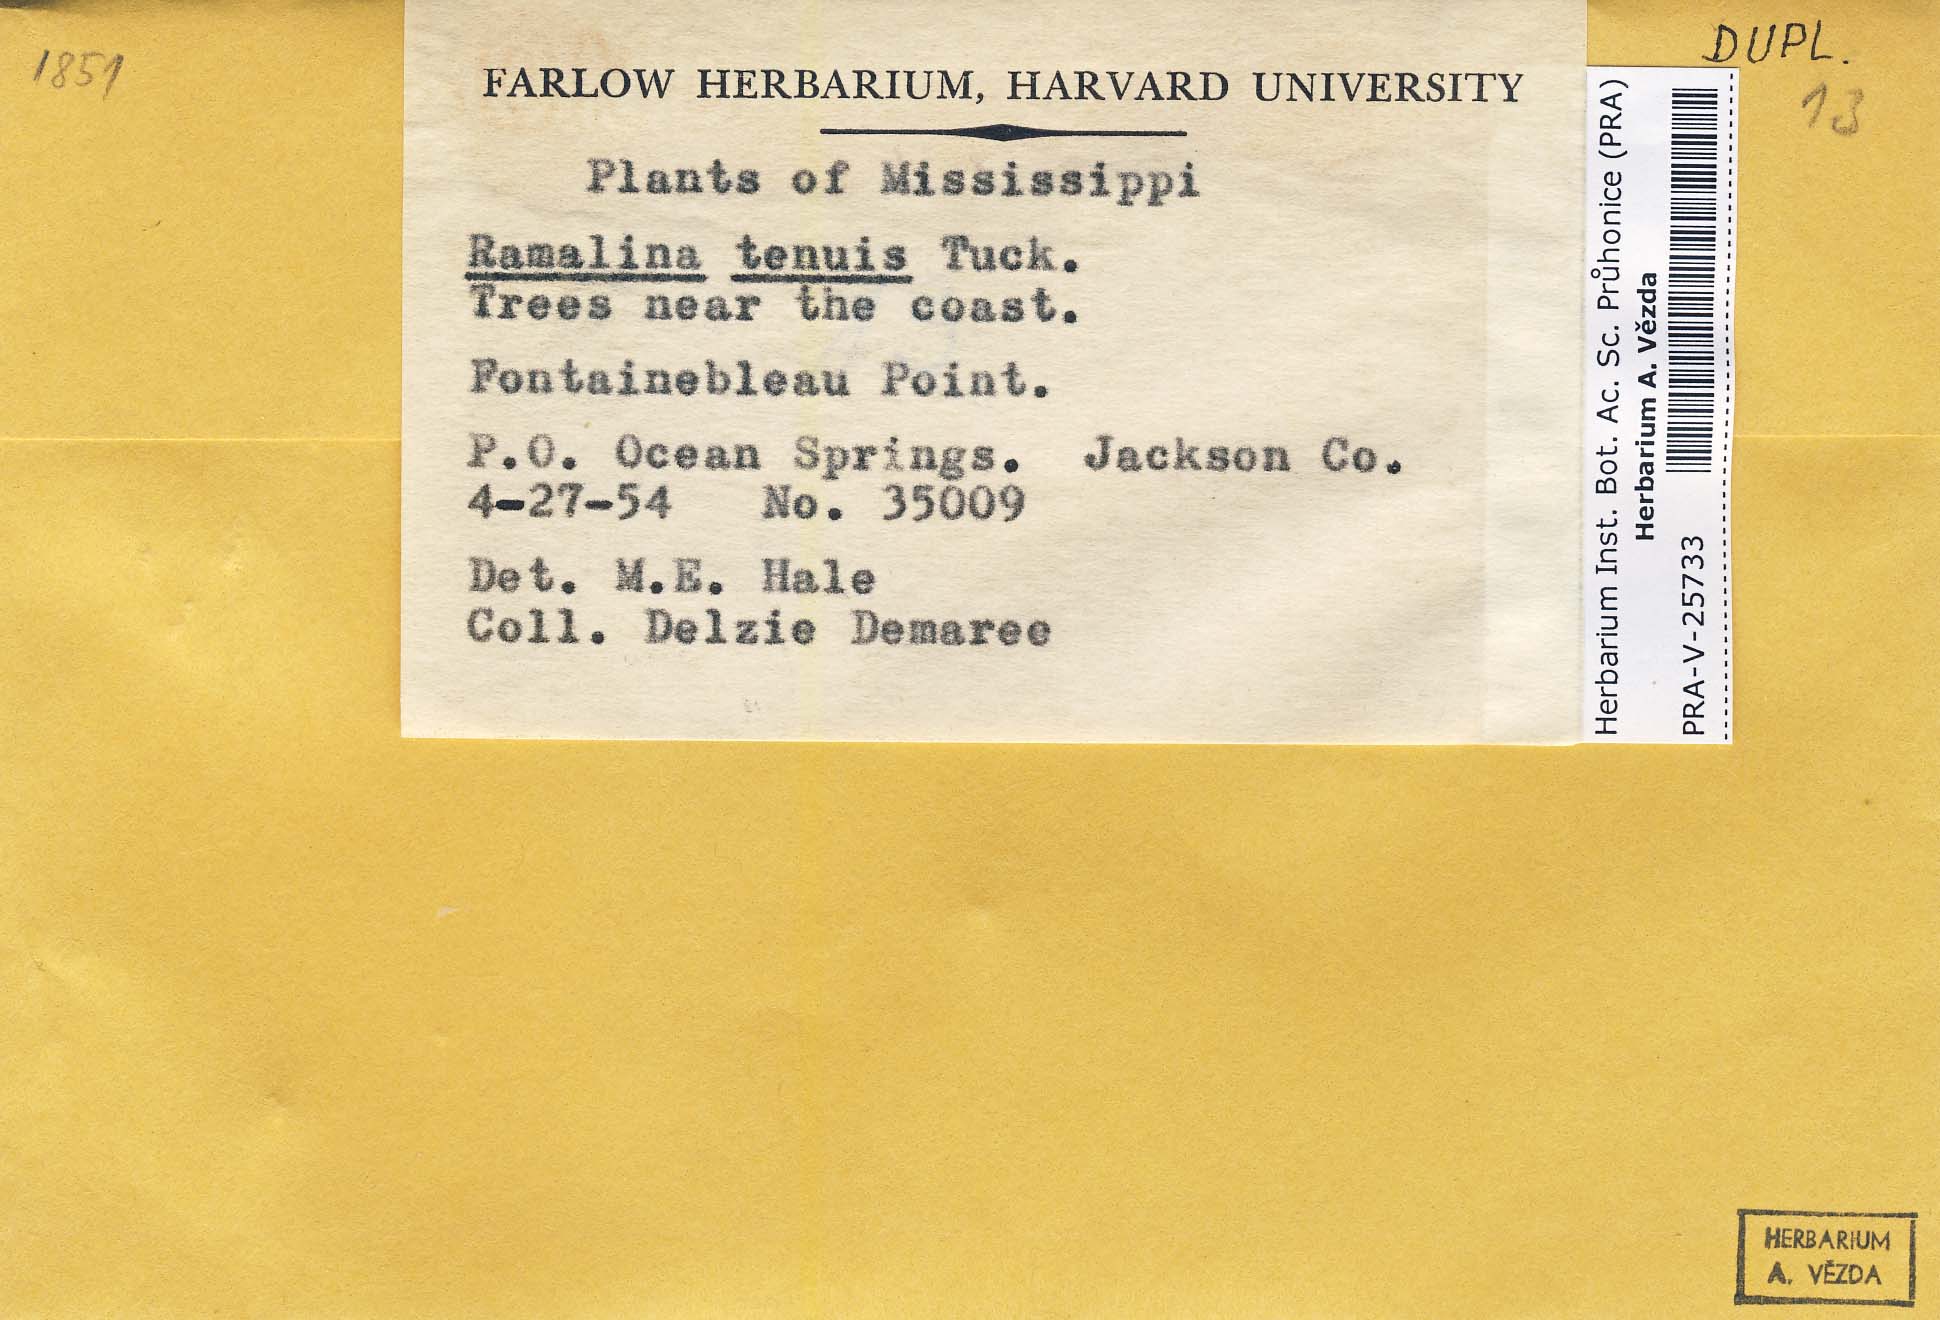 1851
DUPL.
13
FARLOW HERBARIUM, HARVARD UNIVERSITY
Plants of Mississippi
Ramalina tenuis Tuck.
Trees near the coast.
Fontainebleau Point.
P.O. Ocean Springs. Jackson Co.
4-27-54 No. 35009
Det. M.E. Hale
Coll. Delzie Demaree
Herbarium Inst. Bot. Ac. Sc. Průhonice (PRA)
Herbarium A. Vězda
PRA-V-25733
HERBARIUM
A. VĚZDA